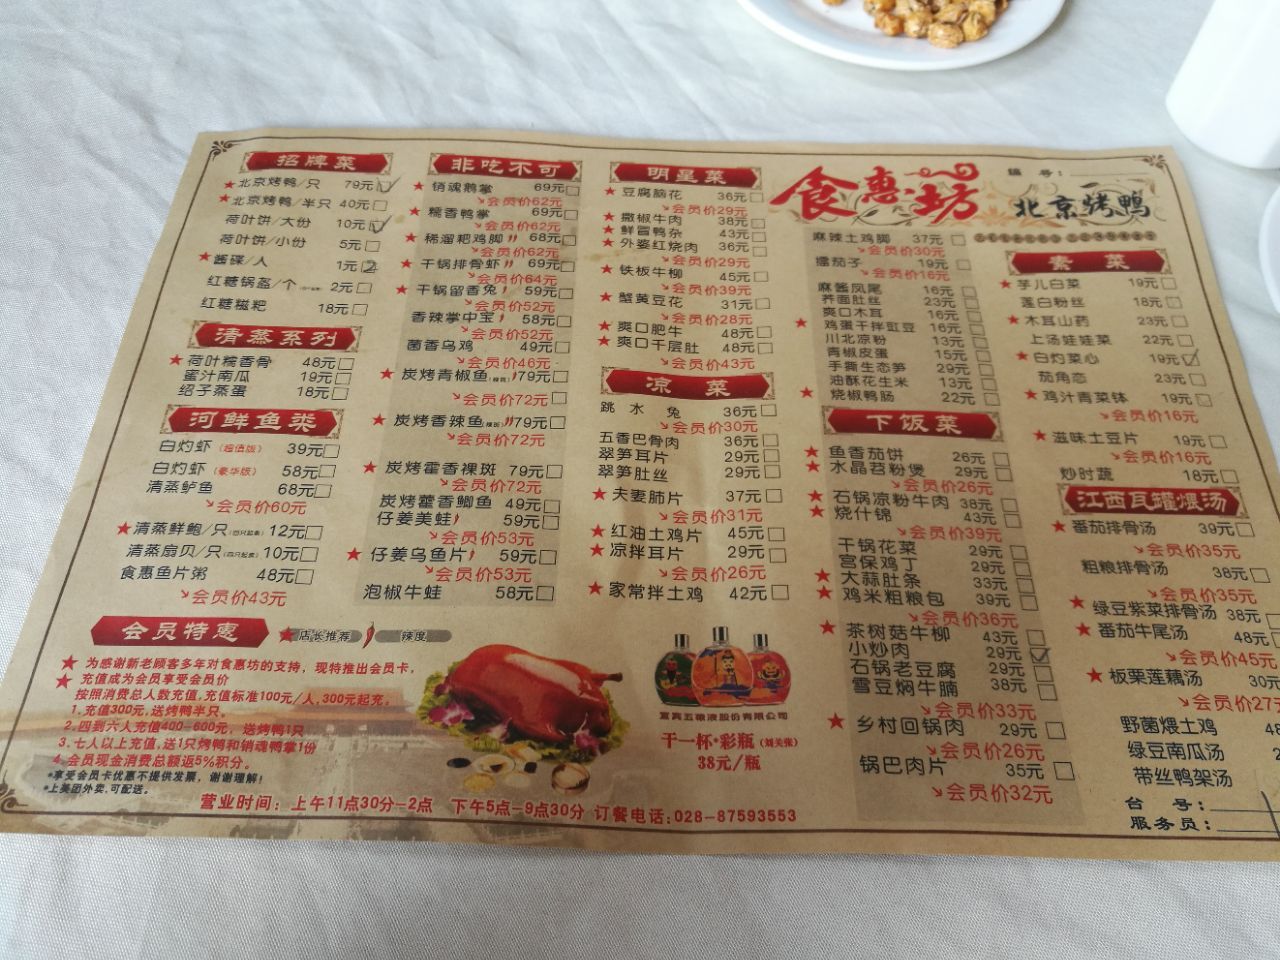 招牌菜
★北京烤鸭/只 79元
★北京烤鸭/半只 40元
荷叶饼/大份 10元
荷叶饼/小份 5元
★酱碟/人 1元 2
红糖锅盔/个 2元
红糖糍粑 18元
清蒸系列
★荷叶糯香骨 48元
蜜汁南瓜 19元
绍子蒸蛋 18元
河鲜鱼类
白灼虾（超值版） 39元
白灼虾（豪华版） 58元
清蒸鲈鱼 68元
↘会员价60元
★清蒸鲜鲍/只（四只起卖） 12元
清蒸扇贝/只（四只起卖） 10元
食惠鱼片粥 48元
↘会员价43元
非吃不可
★销魂鹅掌 69元
↘会员价62元
★糯香鸭掌 69元
↘会员价62元
★稀溜粑鸡脚 68元
↘会员价62元
★干锅排骨虾 69元
↘会员价64元
★干锅留香兔 59元
↘会员价52元
香辣掌中宝 58元
↘会员价52元
菌香乌鸡 49元
↘会员价46元
★炭烤青椒鱼 79元
↘会员价72元
★炭烤香辣鱼 79元
↘会员价72元
★炭烤藿香裸斑 79元
↘会员价72元
炭烤藿香鲫鱼 49元
仔姜美蛙 59元
↘会员价53元
★仔姜乌鱼片 59元
↘会员价53元
泡椒牛蛙 58元
明星菜
★豆腐脑花 36元
↘会员价29元
★撒椒牛肉 38元
★鲜冒鸭杂 43元
★外婆红烧肉 36元
↘会员价29元
★铁板牛柳 45元
↘会员价39元
★蟹黄豆花 31元
↘会员价28元
★爽口肥牛 48元
★爽口千层肚 48元
↘会员价43元
凉菜
跳水兔 36元
↘会员价30元
五香巴骨肉 36元
翠笋耳片 29元
翠笋肚丝 29元
★夫妻肺片 37元
↘会员价31元
★红油土鸡片 45元
★凉拌耳片 29元
↘会员价26元
★家常拌土鸡 42元
食惠坊
北京烤鸭
编 号：
麻辣土鸡脚 37元
↘会员价30元
擂茄子 19元
↘会员价16元
麻酱凤尾 16元
荞面肚丝 23元
爽口木耳 16元
★鸡蛋干拌豇豆 16元
川北凉粉 13元
青椒皮蛋 15元
手撕生态笋 29元
油酥花生米 13元
★烧椒鸭肠 22元
下饭菜
★鱼香茄饼 26元
★水晶苕粉煲 29元
↘会员价26元
★石锅凉粉牛肉 38元
★烧什锦 43元
↘会员价39元
干锅花菜 29元
宫保鸡丁 29元
★大蒜肚条 33元
★鸡米粗粮包 39元
↘会员价36元
★茶树菇牛柳 43元
小炒肉 29元
石锅老豆腐 29元
雪豆焖牛腩 38元
↘会员价33元
★乡村回锅肉 29元
↘会员价26元
锅巴肉片 35元
↘会员价32元
素菜
★芋儿白菜 19元
莲白粉丝 18元
★木耳山药 23元
上汤娃娃菜 22元
★白灼菜心 19元
茄角恋 23元
★鸡汁青菜钵 19元
↘会员价16元
★滋味土豆片 19元
↘会员价16元
炒时蔬 18元
江西瓦罐煨汤
★番茄排骨汤 39元
↘会员价35元
粗粮排骨汤 38元
↘会员价35元
★绿豆紫菜排骨汤 38元
★番茄牛尾汤 48元
↘会员价45元
★板栗莲藕汤 30元
↘会员价27元
野菌煨土鸡 48
绿豆南瓜汤
带丝鸭架汤
台 号：
服务员：
会员特惠
★店长推荐 辣度
★为感谢新老顾客多年对食惠坊的支持，现特推出会员卡，
★充值成为会员享受会员价
按照消费总人数充值，充值标准100元/人，300元起充。
1.充值300元，送烤鸭半只。
2.四到六人充值400-600元，送烤鸭1只
3.七人以上充值，送1只烤鸭和销魂鸭掌1份
4.会员现金消费总额返5%积分。
*享受会员卡优惠不提供发票，谢谢理解！
*上美团外卖，可配送。
宜宾五粮液股份有限公司
干一杯·彩瓶（刘关张）
38元/瓶
营业时间：上午11点30分-2点 下午5点-9点30分 订餐电话：028-87593553